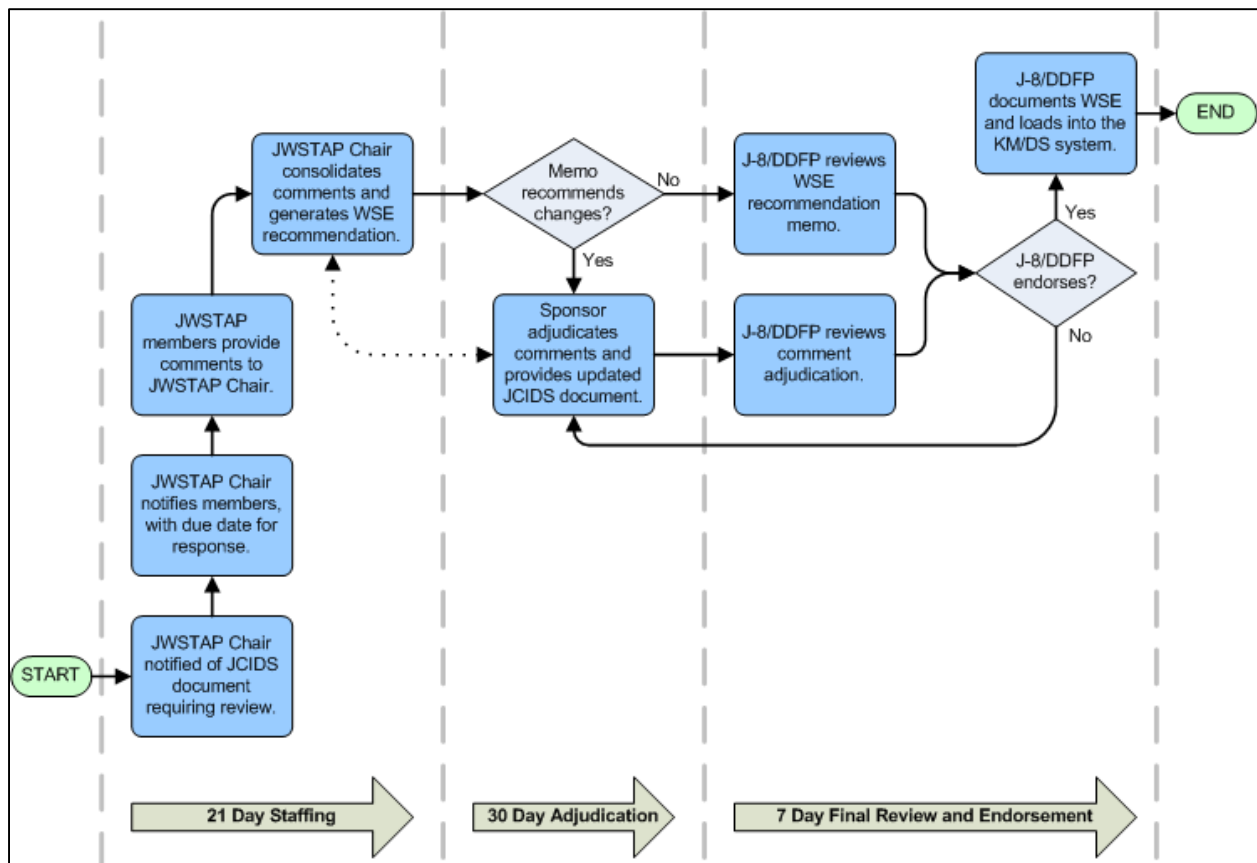 START
JWSTAP Chair
notified of JCIDS
document
requiring review.
JWSTAP Chair
notifies members,
with due date for
response.
JWSTAP
members provide
comments to
JWSTAP Chair.
JWSTAP Chair
consolidates
comments and
generates WSE
recommendation.
Memo
recommends
changes?
No
Yes
Sponsor
adjudicates
comments and
provides updated
JCIDS document.
J-8/DDFP reviews
WSE
recommendation
memo.
J-8/DDFP reviews
comment
adjudication.
J-8/DDFP
endorses?
Yes
No
J-8/DDFP
documents WSE
and loads into the
KM/DS system.
END
21 Day Staffing
30 Day Adjudication
7 Day Final Review and Endorsement